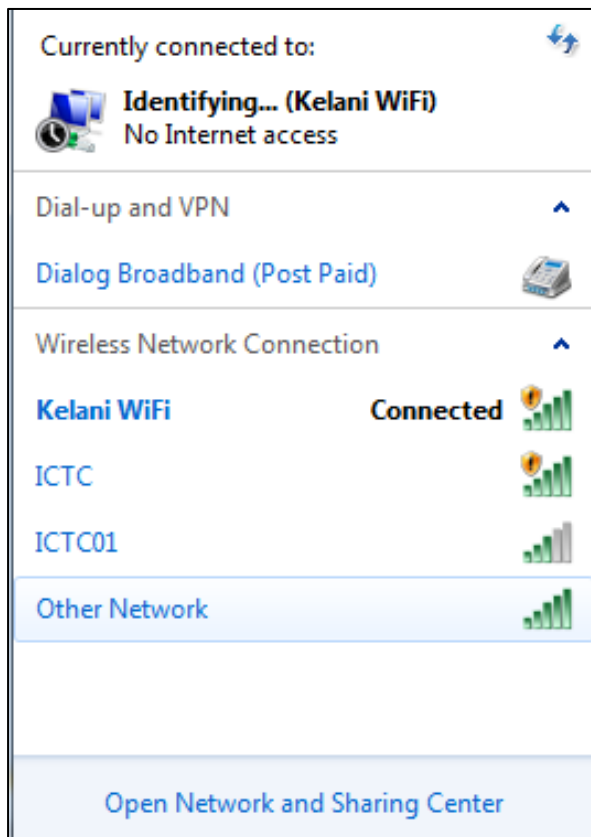 Currently connected to:
Identifying... (Kelani WiFi)
No Internet access
Dial-up and VPN
Dialog Broadband (Post Paid)
Wireless Network Connection
Kelani WiFi Connected
ICTC
ICTC01
Other Network
Open Network and Sharing Center